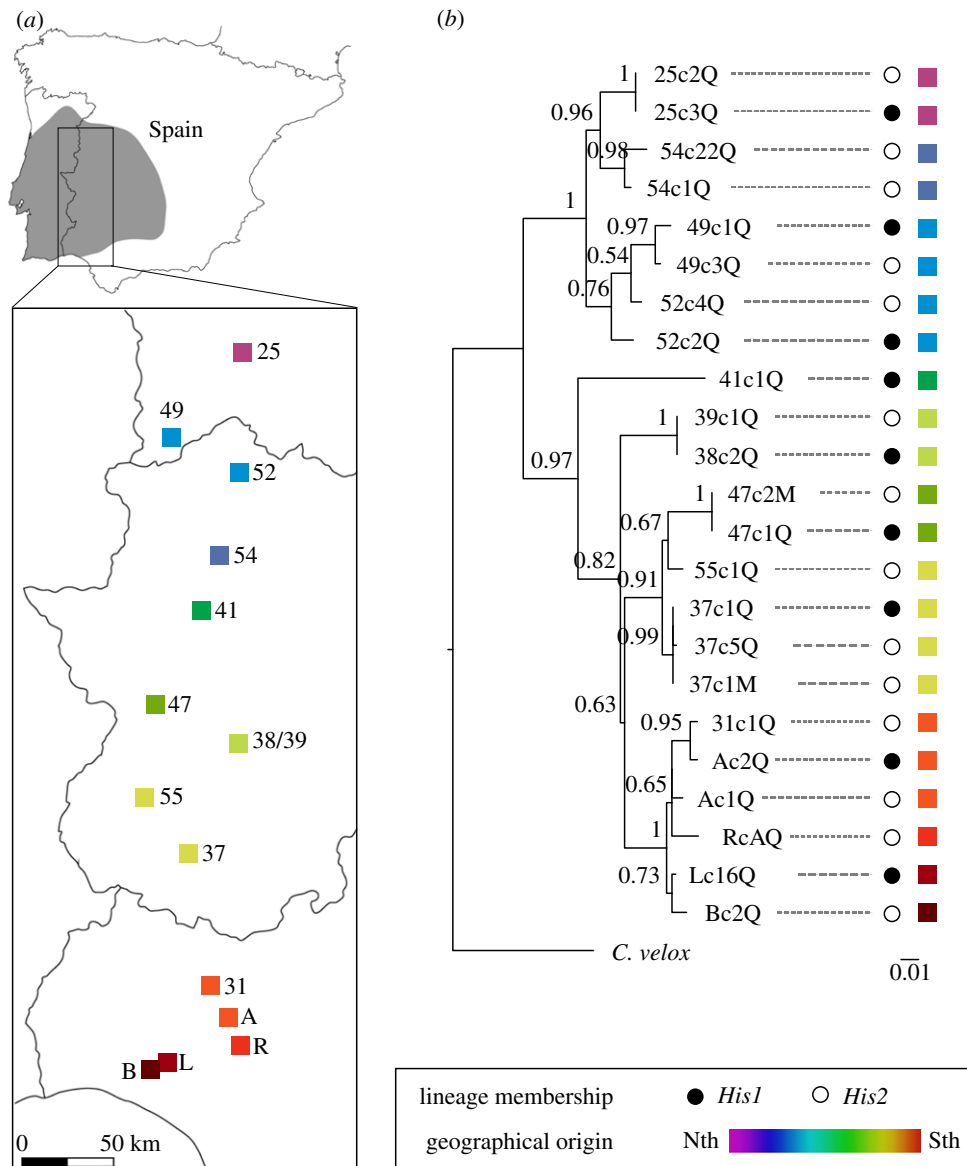 (a)
Spain
25
49
52
54
41
47
38/39
55
37
31
A
R
L
B
0 50 km
(b)
1
25c2Q
0.96
25c3Q
0.98
54c22Q
54c1Q
1
0.97
49c1Q
0.54
49c3Q
0.76
52c4Q
52c2Q
41c1Q
0.97
1
39c1Q
38c2Q
1
47c2M
0.67
47c1Q
0.82
0.91
55c1Q
37c1Q
0.99
37c5Q
37c1M
0.63
0.95
31c1Q
Ac2Q
0.65
Ac1Q
1
RcAQ
0.73
Lc16Q
Bc2Q
C. velox
0.01
lineage membership His1 His2
geographical origin Nth Sth